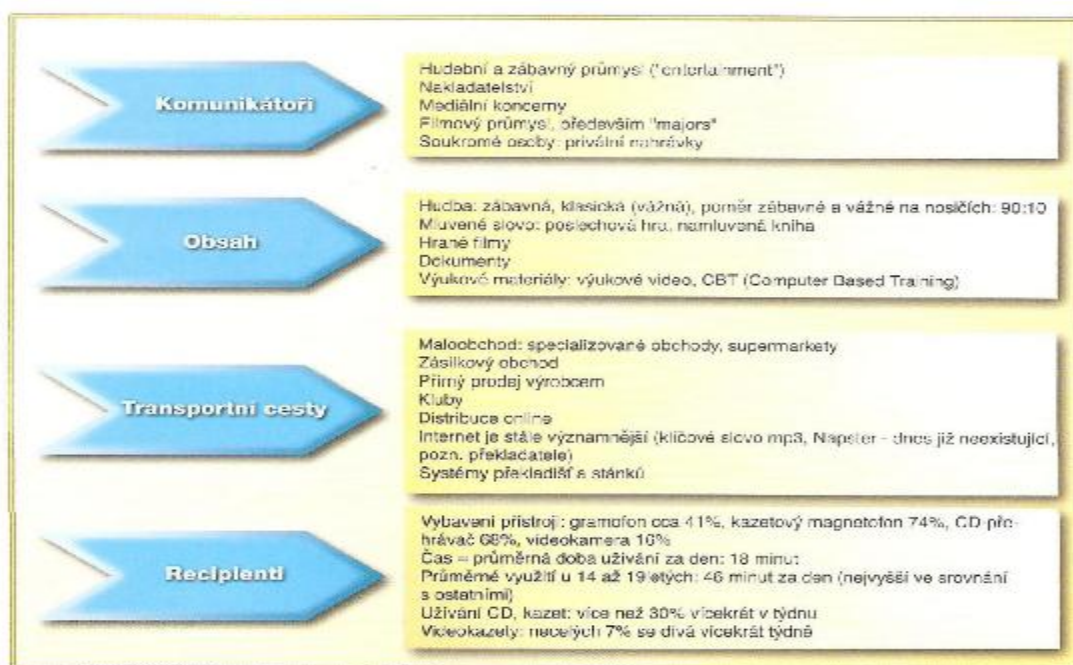 Komunikátoři
Hudební a zábavný průmysl ("entertainment")
Nakladatelství
Mediální koncerny
Filmový průmysl, především "majors"
Soukromé osoby: privátní nahrávky
Obsah
Hudba: zábavná, klasická (vážná), poměr zábavné a vážné na nosičích: 90:10
Mluvené slovo: poslechová hra, namluvená kniha
Hrané filmy
Dokumenty
Výukové materiály: výukové video, CBT (Computer Based Training)
Transportní cesty
Maloobchod: specializované obchody, supermarkety
Zásilkový obchod
Přímý prodej výrobcem
Kluby
Distribuce online
Internet je stále významnější (klíčové slovo mp3, Napster - dnes již neexistující,
pozn. překladatele)
Systémy překladišť a stánků
Recipienti
Vybavení přístroji: gramofon cca 41%, kazetový magnetofon 74%, CD-pře-
hrávač 68%, videokamera 16%
Čas = průměrná doba užívání za den: 18 minut
Průměrné využití u 14 až 19letých: 46 minut za den (nejvyšší ve srovnání
s ostatními)
Užívání CD, kazet: více než 30% vícekrát v týdnu
Videokazety: necelých 7% se dívá vícekrát týdně